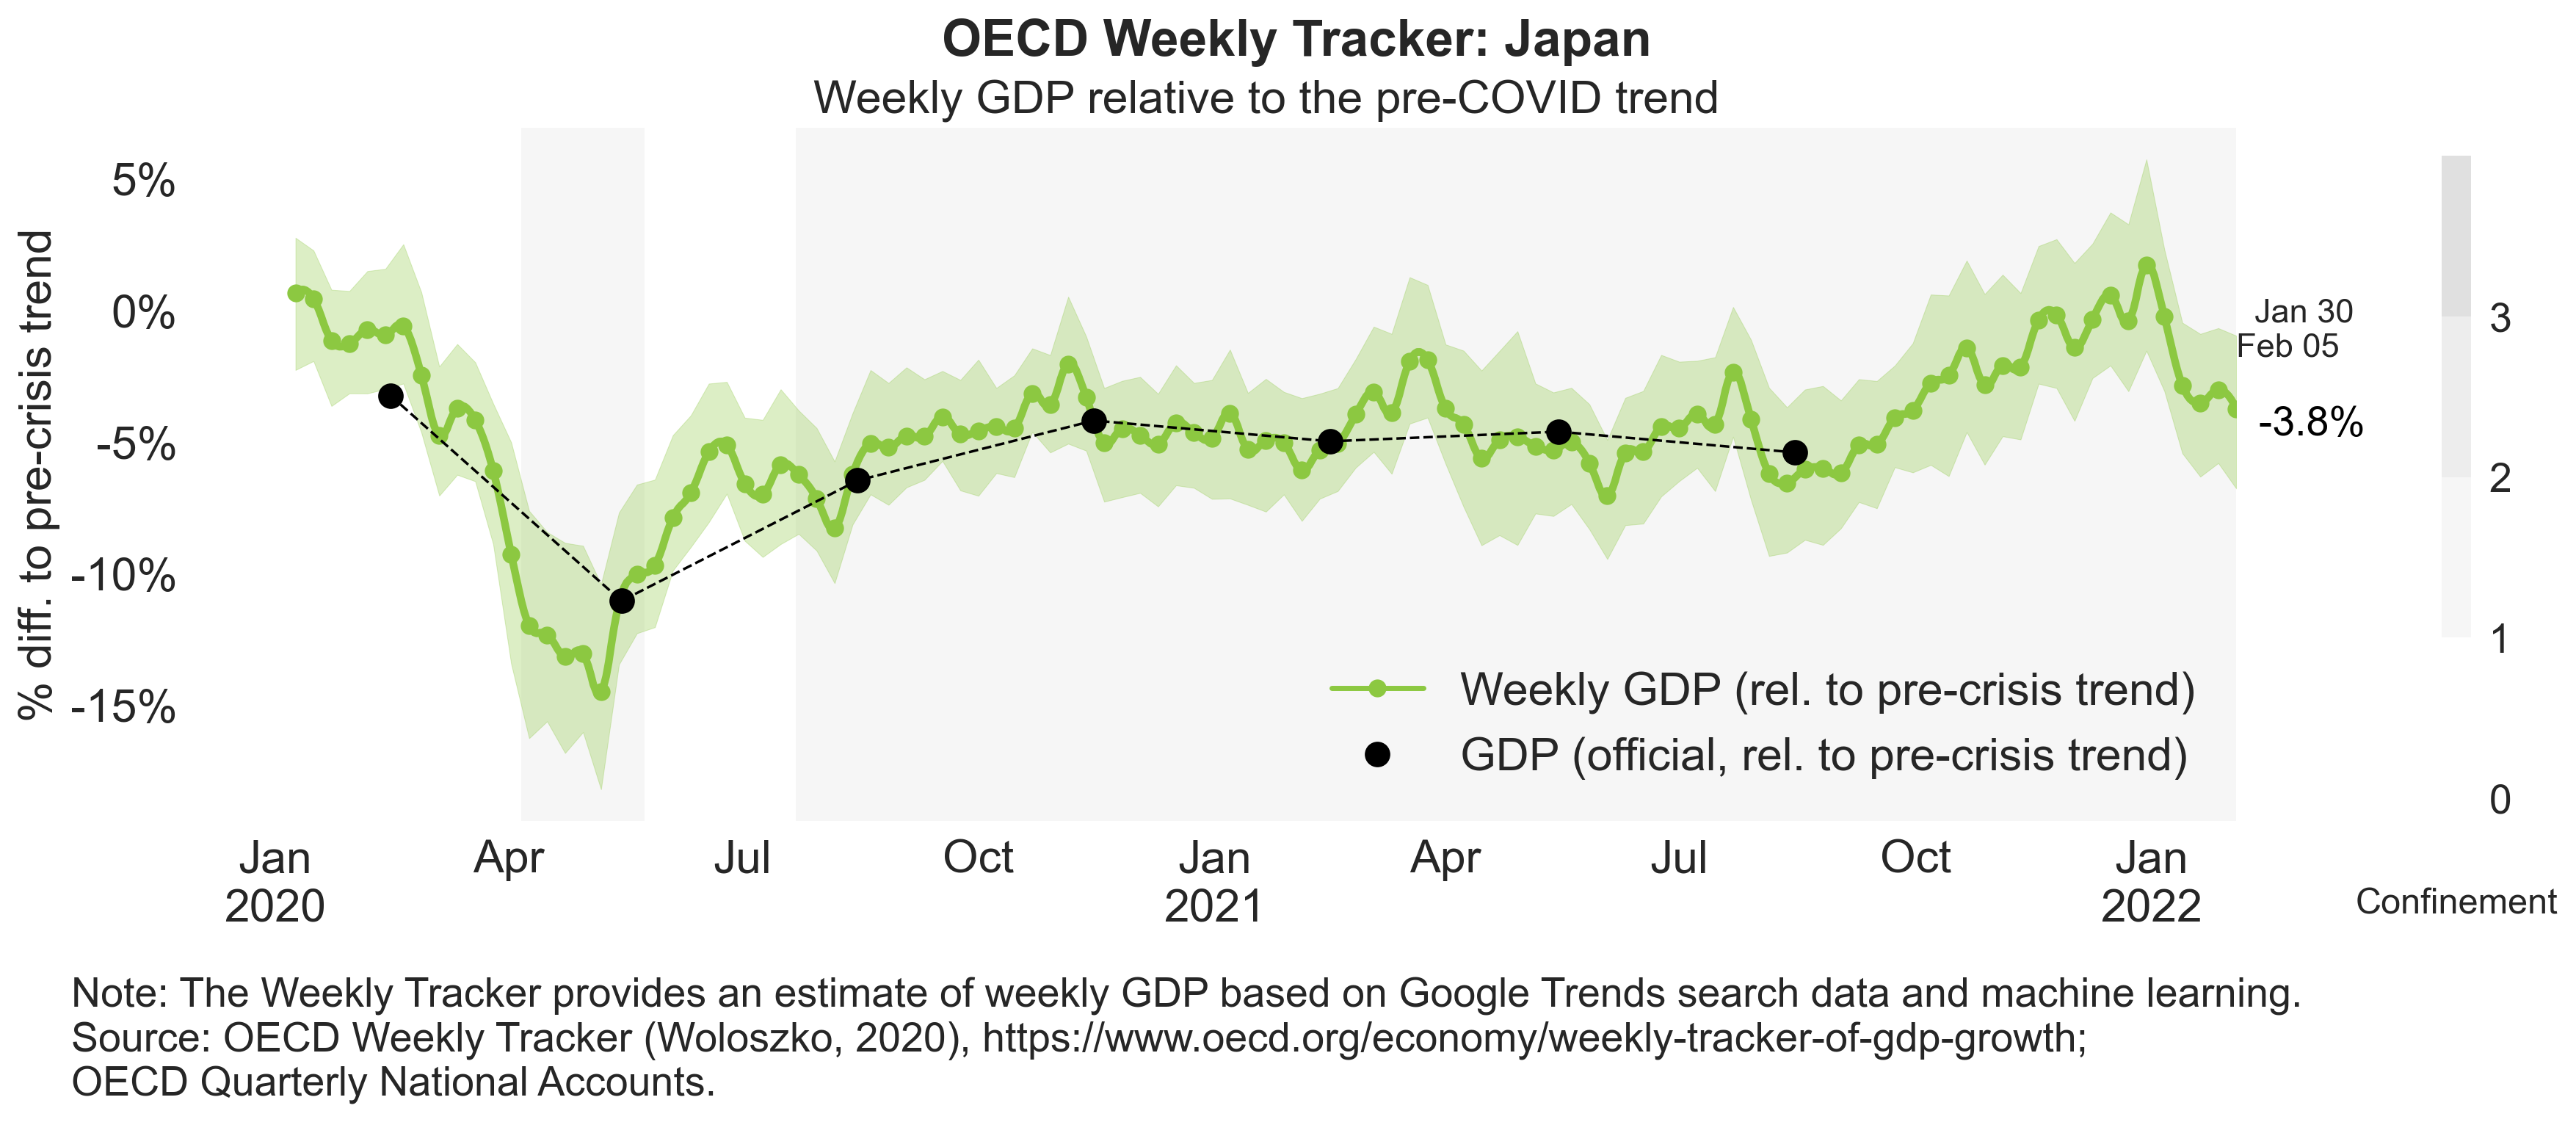 OECD Weekly Tracker: Japan
Weekly GDP relative to the pre-COVID trend
% diff. to pre-crisis trend
5%
0%
-5%
-10%
-15%
Jan 30
Feb 05
-3.8%
Weekly GDP (rel. to pre-crisis trend)
GDP (official, rel. to pre-crisis trend)
3
2
1
0
Confinement
Jan Apr Jul Oct Jan Apr Jul Oct Jan
2020 2021 2022
Note: The Weekly Tracker provides an estimate of weekly GDP based on Google Trends search data and machine learning.
Source: OECD Weekly Tracker (Woloszko, 2020), https://www.oecd.org/economy/weekly-tracker-of-gdp-growth;
OECD Quarterly National Accounts.